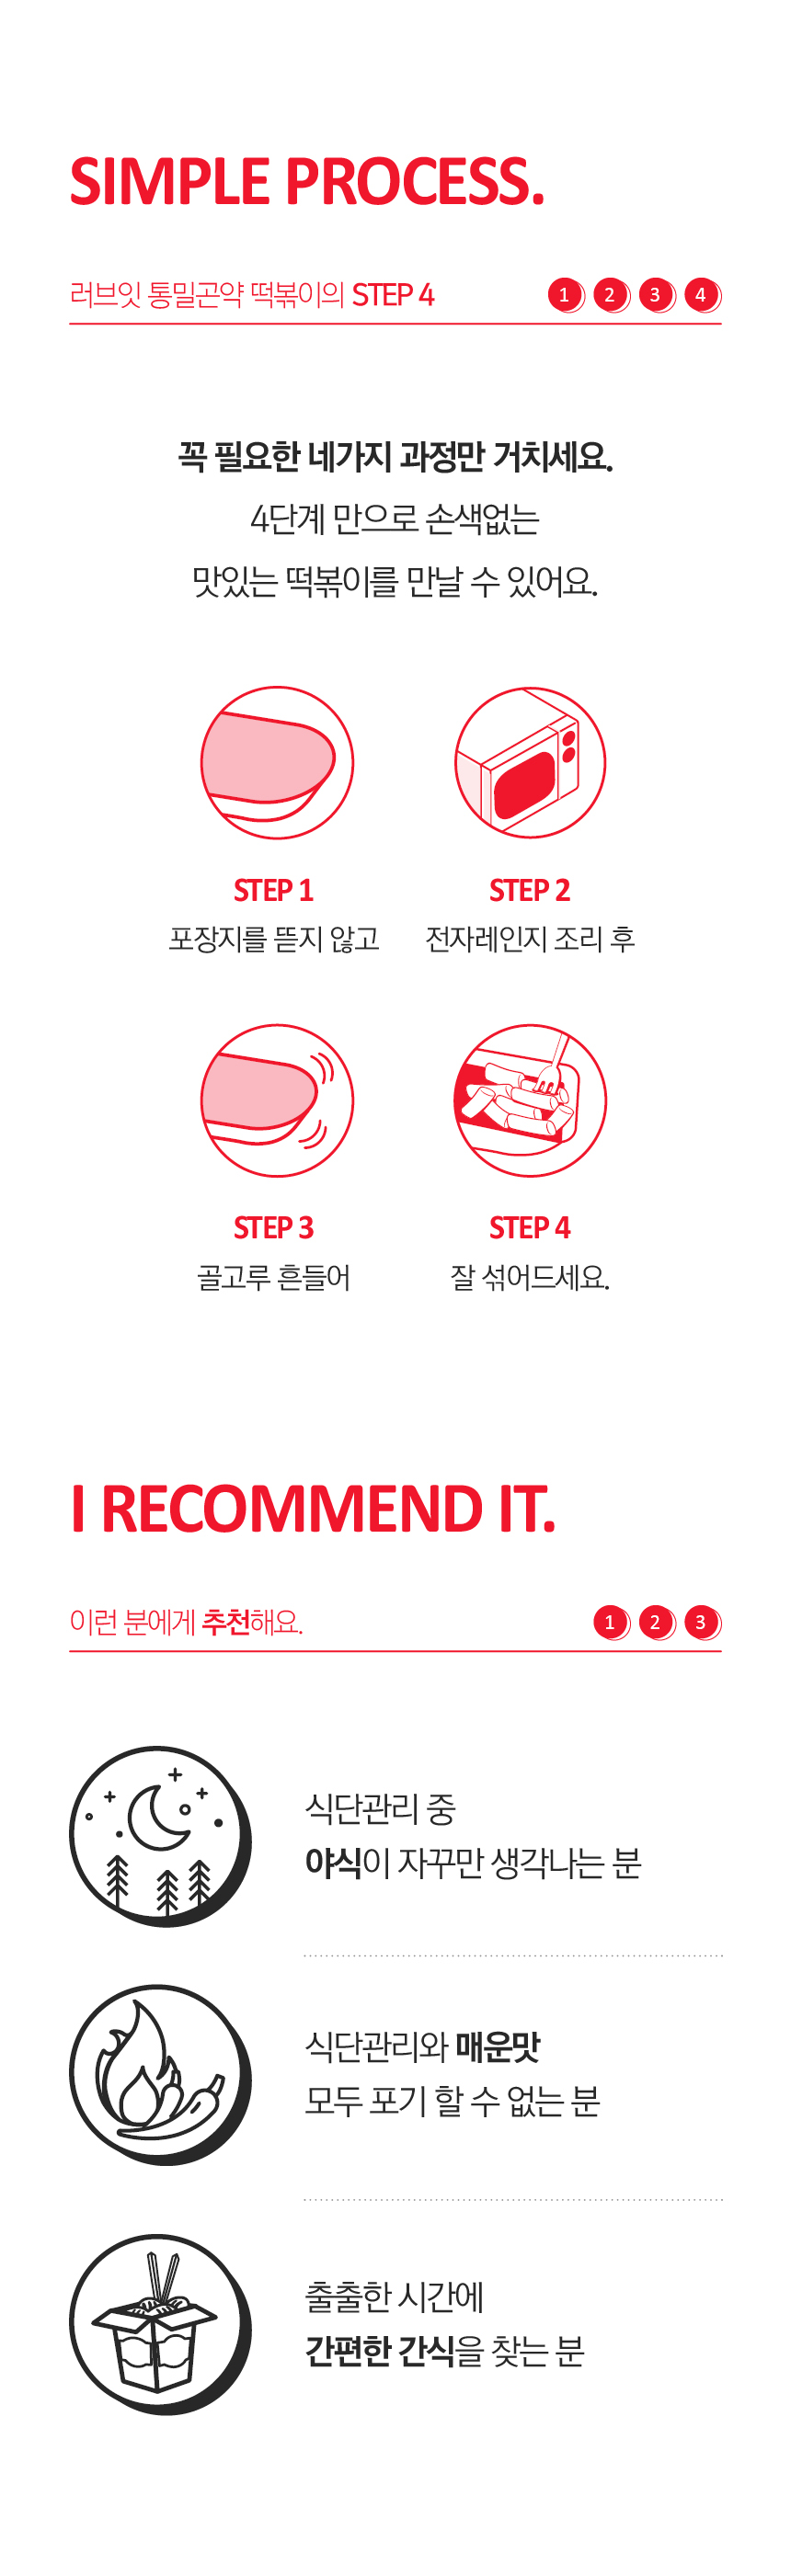 SIMPLE PROCESS.
러브잇 통밀곤약 떡볶이의 STEP 4
1 2 3 4
꼭 필요한 네가지 과정만 거치세요.
4단계 만으로 손색없는
맛있는 떡볶이를 만날 수 있어요.
STEP 1
포장지를 뜯지 않고
STEP 2
전자레인지 조리 후
STEP 3
골고루 흔들어
STEP 4
잘 섞어드세요.
I RECOMMEND IT.
이런 분에게 추천해요.
1 2 3
식단관리 중
야식이 자꾸만 생각나는 분
식단관리와 매운맛
모두 포기 할 수 없는 분
출출한 시간에
간편한 간식을 찾는 분